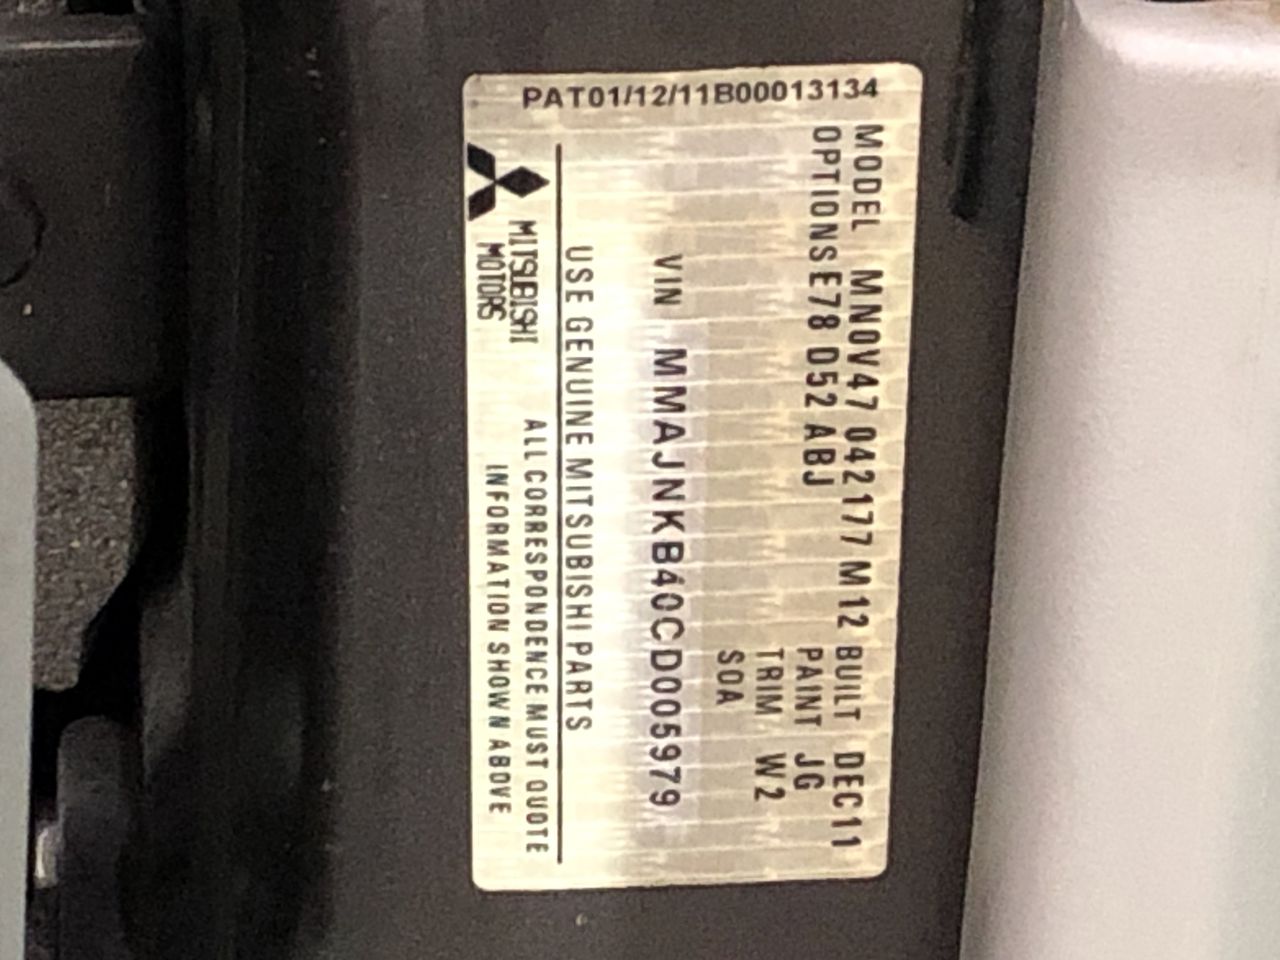 PAT01/12/11B00013134
MODEL MN0V47 042177 M12 BUILT DEC11
OPTIONS E78 D52 ABJ PAINT JG
TRIM W2
SOA
VIN MMAJNKB40CD005979
USE GENUINE MITSUBISHI PARTS
MITSUBISHI MOTORS
ALL CORRESPONDENCE MUST QUOTE
INFORMATION SHOWN ABOVE